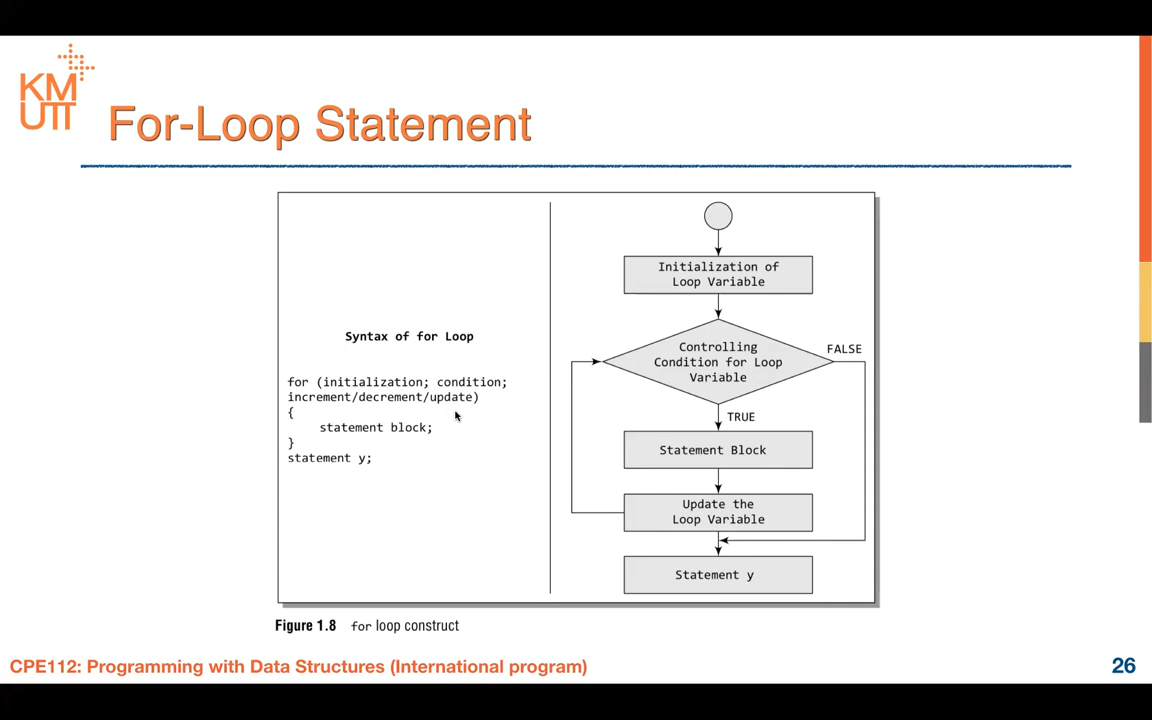 KM
UTT
For-Loop Statement
Syntax of for Loop
for (initialization; condition;
increment/decrement/update)
{
statement block;
}
statement y;
Initialization of
Loop Variable
Controlling
Condition for Loop
Variable
FALSE
TRUE
Statement Block
Update the
Loop Variable
Statement y
Figure 1.8 for loop construct
CPE112: Programming with Data Structures (International program)
26